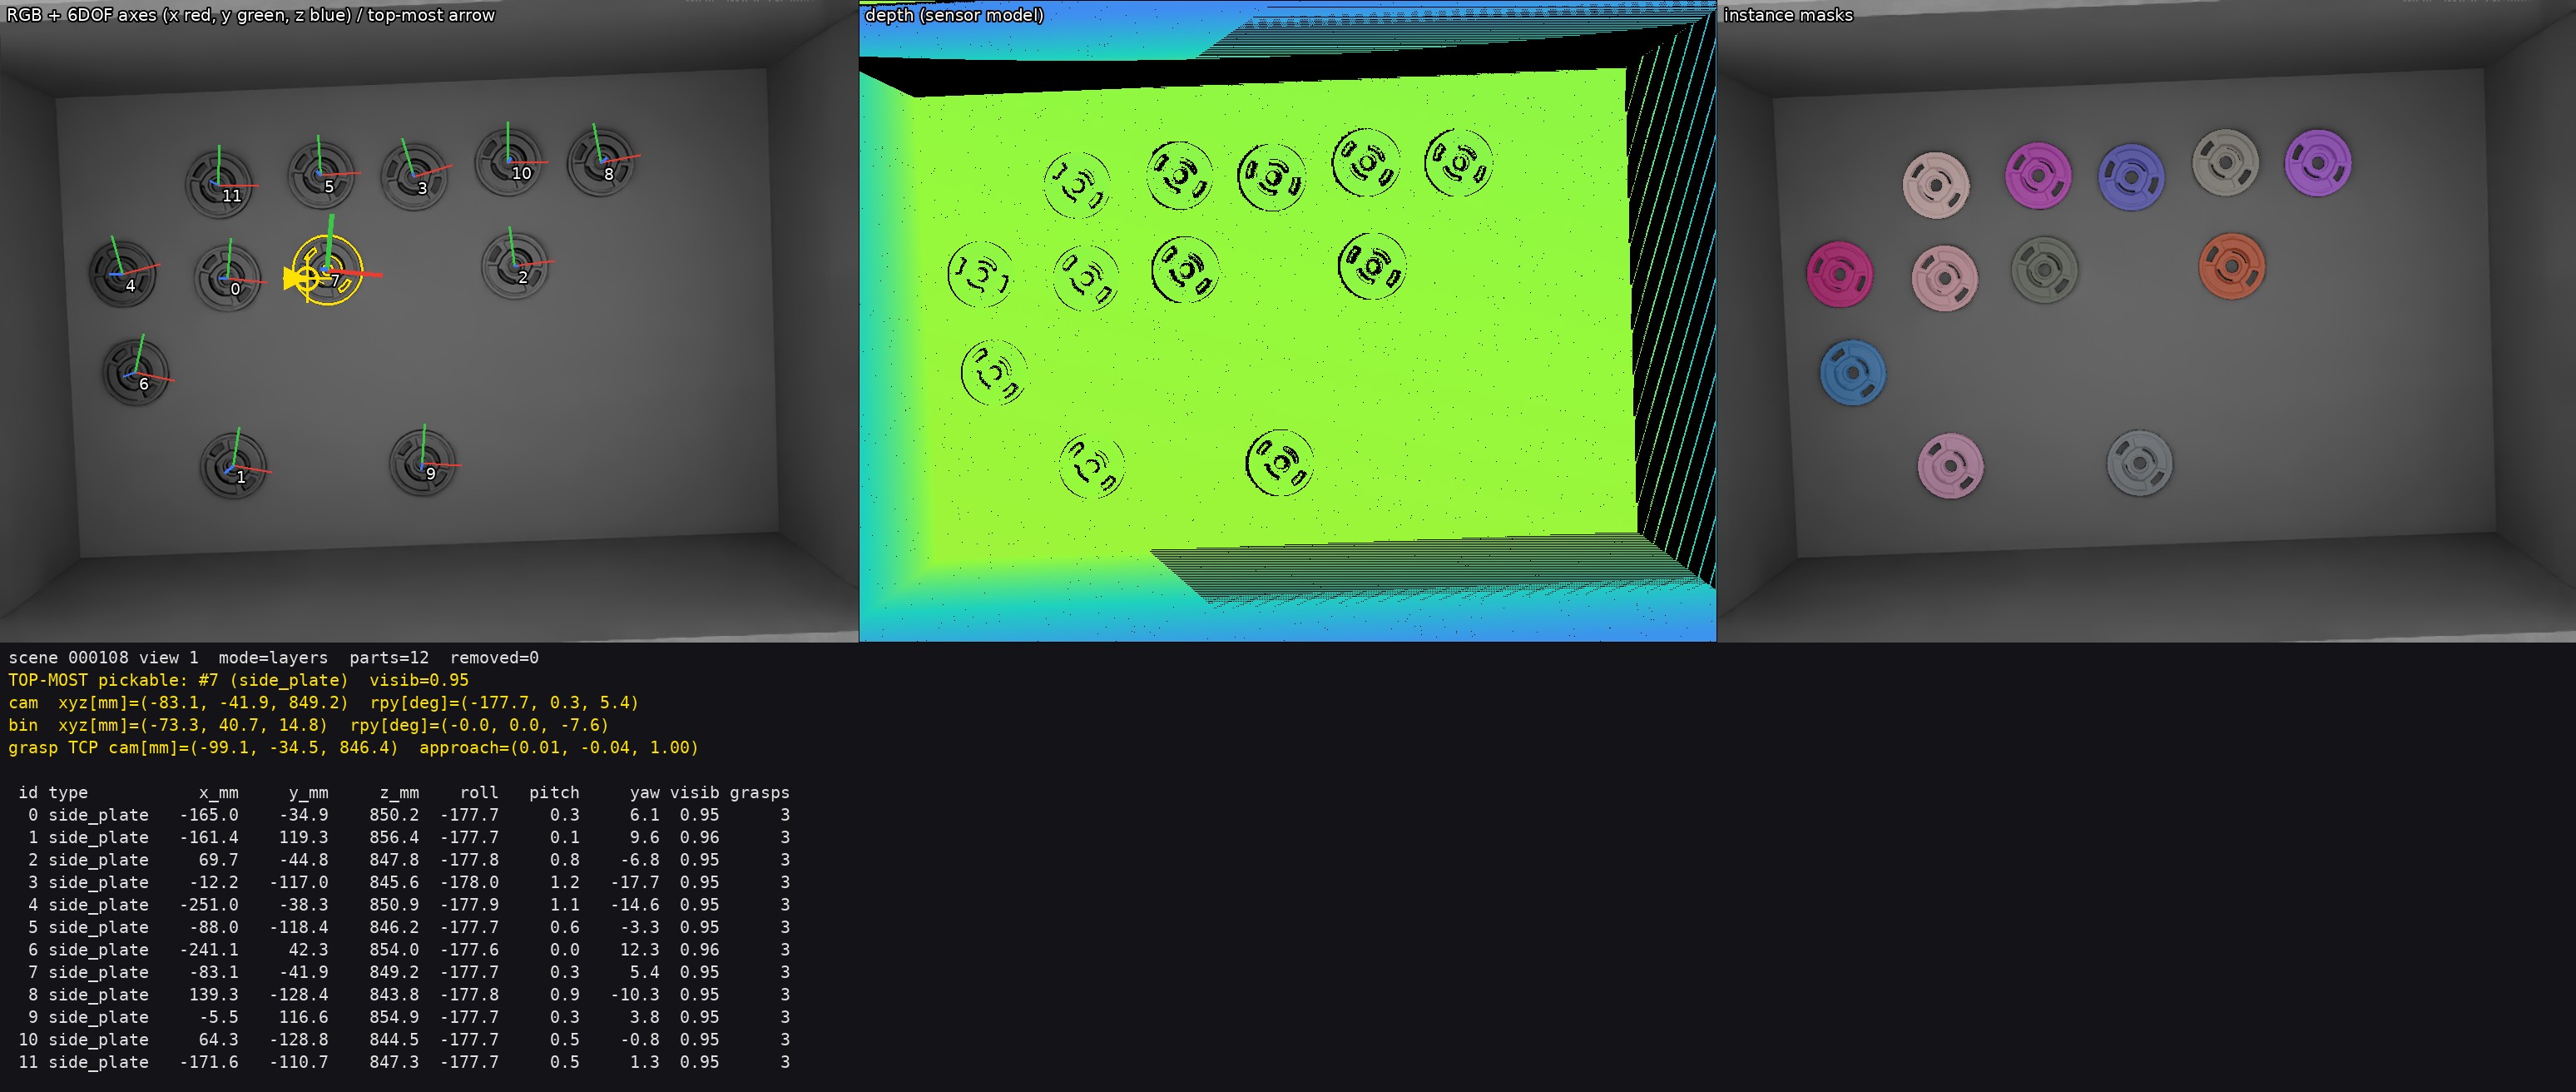 RGB + 6DOF axes (x red, y green, z blue) / top-most arrow
depth (sensor model)
instance masks
11
5
3
10
8
4
0
7
2
6
1
9
scene 000108 view 1  mode=layers  parts=12  removed=0
TOP-MOST pickable: #7 (side_plate)  visib=0.95
cam  xyz[mm]=(-83.1, -41.9, 849.2)  rpy[deg]=(-177.7, 0.3, 5.4)
bin  xyz[mm]=(-73.3, 40.7, 14.8)  rpy[deg]=(-0.0, 0.0, -7.6)
grasp TCP cam[mm]=(-99.1, -34.5, 846.4)  approach=(0.01, -0.04, 1.00)
id type x_mm y_mm z_mm roll pitch yaw visib grasps
0 side_plate -165.0 -34.9 850.2 -177.7 0.3 6.1 0.95 3
1 side_plate -161.4 119.3 856.4 -177.7 0.1 9.6 0.96 3
2 side_plate 69.7 -44.8 847.8 -177.8 0.8 -6.8 0.95 3
3 side_plate -12.2 -117.0 845.6 -178.0 1.2 -17.7 0.95 3
4 side_plate -251.0 -38.3 850.9 -177.9 1.1 -14.6 0.95 3
5 side_plate -88.0 -118.4 846.2 -177.7 0.6 -3.3 0.95 3
6 side_plate -241.1 42.3 854.0 -177.6 0.0 12.3 0.96 3
7 side_plate -83.1 -41.9 849.2 -177.7 0.3 5.4 0.95 3
8 side_plate 139.3 -128.4 843.8 -177.8 0.9 -10.3 0.95 3
9 side_plate -5.5 116.6 854.9 -177.7 0.3 3.8 0.95 3
10 side_plate 64.3 -128.8 844.5 -177.7 0.5 -0.8 0.95 3
11 side_plate -171.6 -110.7 847.3 -177.7 0.5 1.3 0.95 3